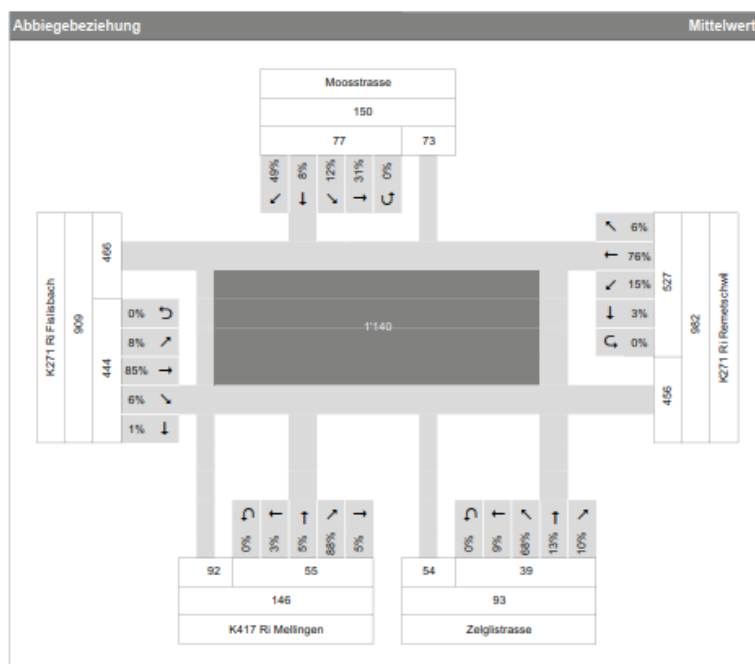 Abbiegebeziehung Mittelwert
Moosstrasse
150
77 73
49% 8% 12% 31% 0%
466
909
K271 Ri Fislisbach
444
0%
8%
85%
6%
1%
1'140
6%
76%
15%
3%
0%
527
982
K271 Ri Remetschwil
456
0% 3% 5% 88% 5%
0% 9% 68% 13% 10%
92 55
146
K417 Ri Mellingen
54 39
93
Zelglistrasse